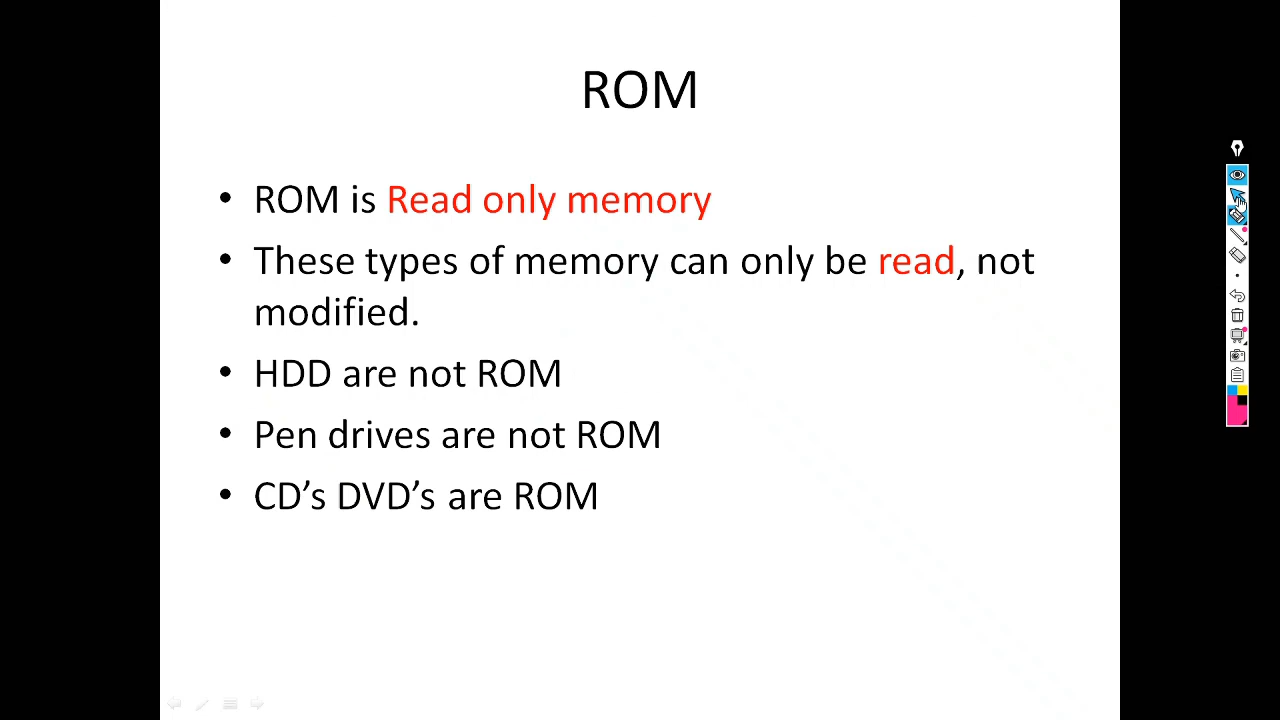 ROM
• ROM is Read only memory
• These types of memory can only be read, not
modified.
• HDD are not ROM
• Pen drives are not ROM
• CD’s DVD’s are ROM